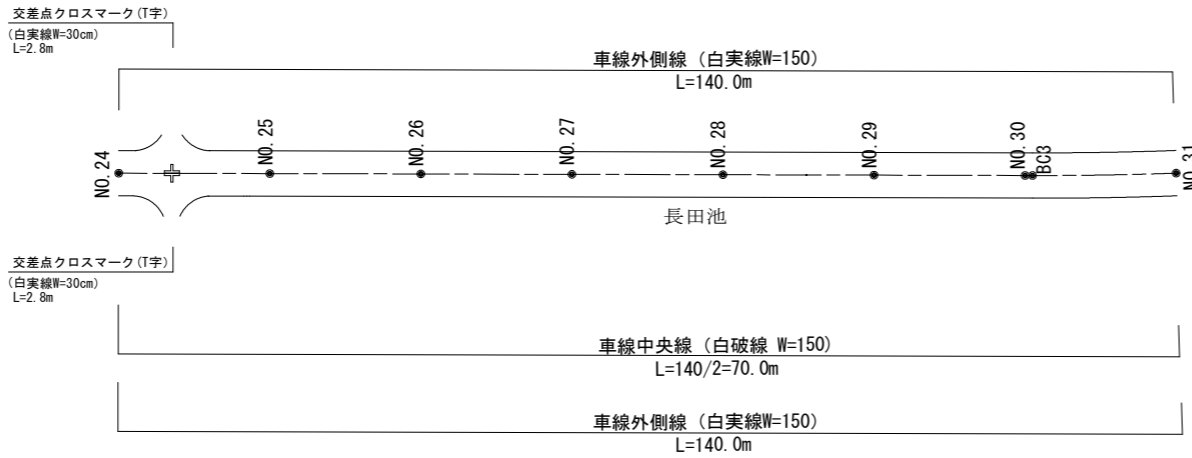 交差点クロスマーク(T字)
(白実線W=30cm)
L=2.8m
車線外側線 (白実線W=150)
L=140.0m
NO.24
NO.25
NO.26
NO.27
NO.28
NO.29
NO.30
BC3
NO.31
長田池
交差点クロスマーク(T字)
(白実線W=30cm)
L=2.8m
車線中央線 (白破線 W=150)
L=140/2=70.0m
車線外側線 (白実線W=150)
L=140.0m